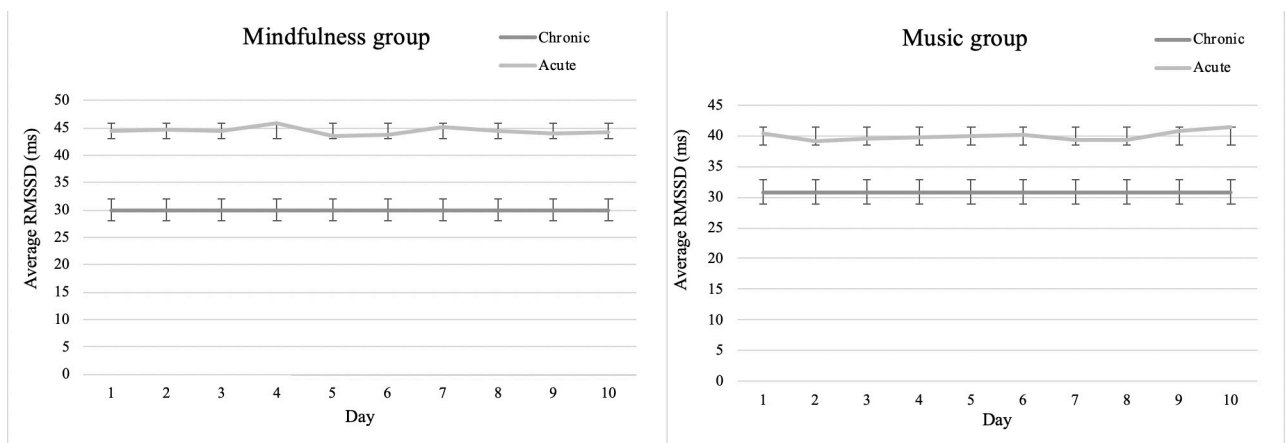 Mindfulness group
Chronic
Acute
50
45
40
35
30
25
20
15
10
5
0
Average RMSSD (ms)
1 2 3 4 5 6 7 8 9 10
Day
Music group
Chronic
Acute
45
40
35
30
25
20
15
10
5
0
Average RMSSD (ms)
1 2 3 4 5 6 7 8 9 10
Day